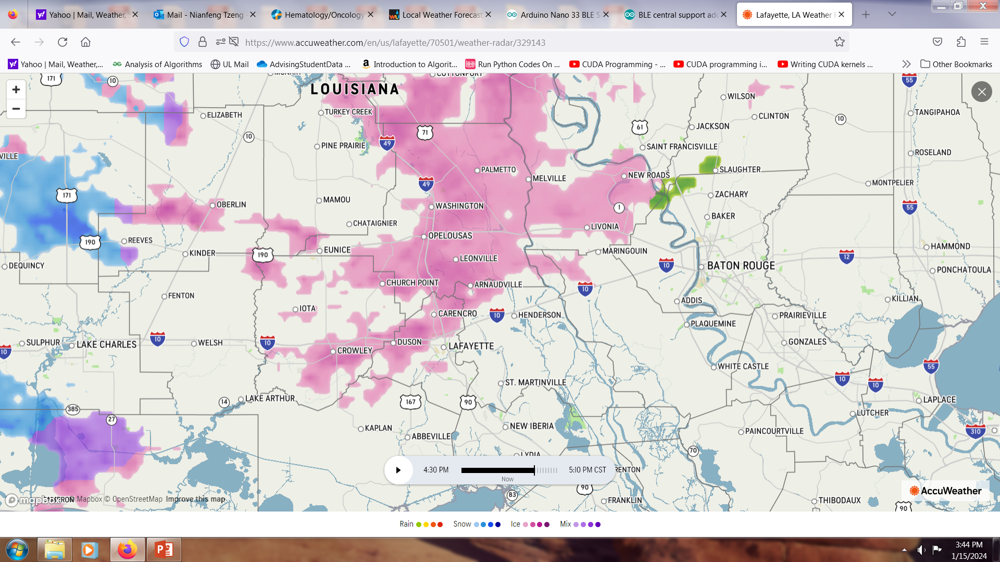 Yahoo | Mail, Weather, S
Mail - Nianfeng Tzeng -
Hematology/Oncology
Local Weather Forecast,
Arduino Nano 33 BLE S
BLE central support adc
Lafayette, LA Weather F
https://www.accuweather.com/en/us/lafayette/70501/weather-radar/329143
Yahoo | Mail, Weather,...
Analysis of Algorithms
UL Mail
AdvisingStudentData ...
Introduction to Algorit...
Run Python Codes On ...
CUDA Programming - ...
CUDA programming i...
Writing CUDA kernels ...
Other Bookmarks
+
−
171
10
LOUISIANA
COTTONPORT
55
WILSON
TURKEY CREEK
ELIZABETH
CLINTON
TANGIPAHOA
10
71
61
JACKSON
10
49
PINE PRAIRIE
SAINT FRANCISVILLE
VILLE
ROSELAND
PALMETTO
SLAUGHTER
MELVILLE
NEW ROADS
49
MONTPELIER
171
ZACHARY
MAMOU
OBERLIN
WASHINGTON
1
55
BAKER
CHATAIGNIER
LIVONIA
OPELOUSAS
190
REEVES
HAMMOND
EUNICE
KINDER
190
LEONVILLE
MARINGOUIN
12
DEQUINCY
10
BATON ROUGE
PONCHATOULA
CHURCH POINT
ARNAUDVILLE
10
FENTON
ADDIS
KILLIAN
IOTA
CARENCRO
10
HENDERSON
PRAIRIEVILLE
PLAQUEMINE
SULPHUR
LAKE CHARLES
10
WELSH
10
DUSON
LAFAYETTE
GONZALES
10
CROWLEY
WHITE CASTLE
55
10
10
ST. MARTINVILLE
LAKE ARTHUR
14
167
90
LAPLACE
385
27
LUTCHER
KAPLAN
NEW IBERIA
PAINCOURTVILLE
310
ABBEVILLE
70
LYDIA
4:30 PM
5:10 PM CST
Now
RENTON
90
83
AccuWeather
mapbox
CAMERON
© Mapbox © OpenStreetMap Improve this map
FRANKLIN
THIBODAUX
90
Rain
Snow
Ice
Mix
3:44 PM
1/15/2024